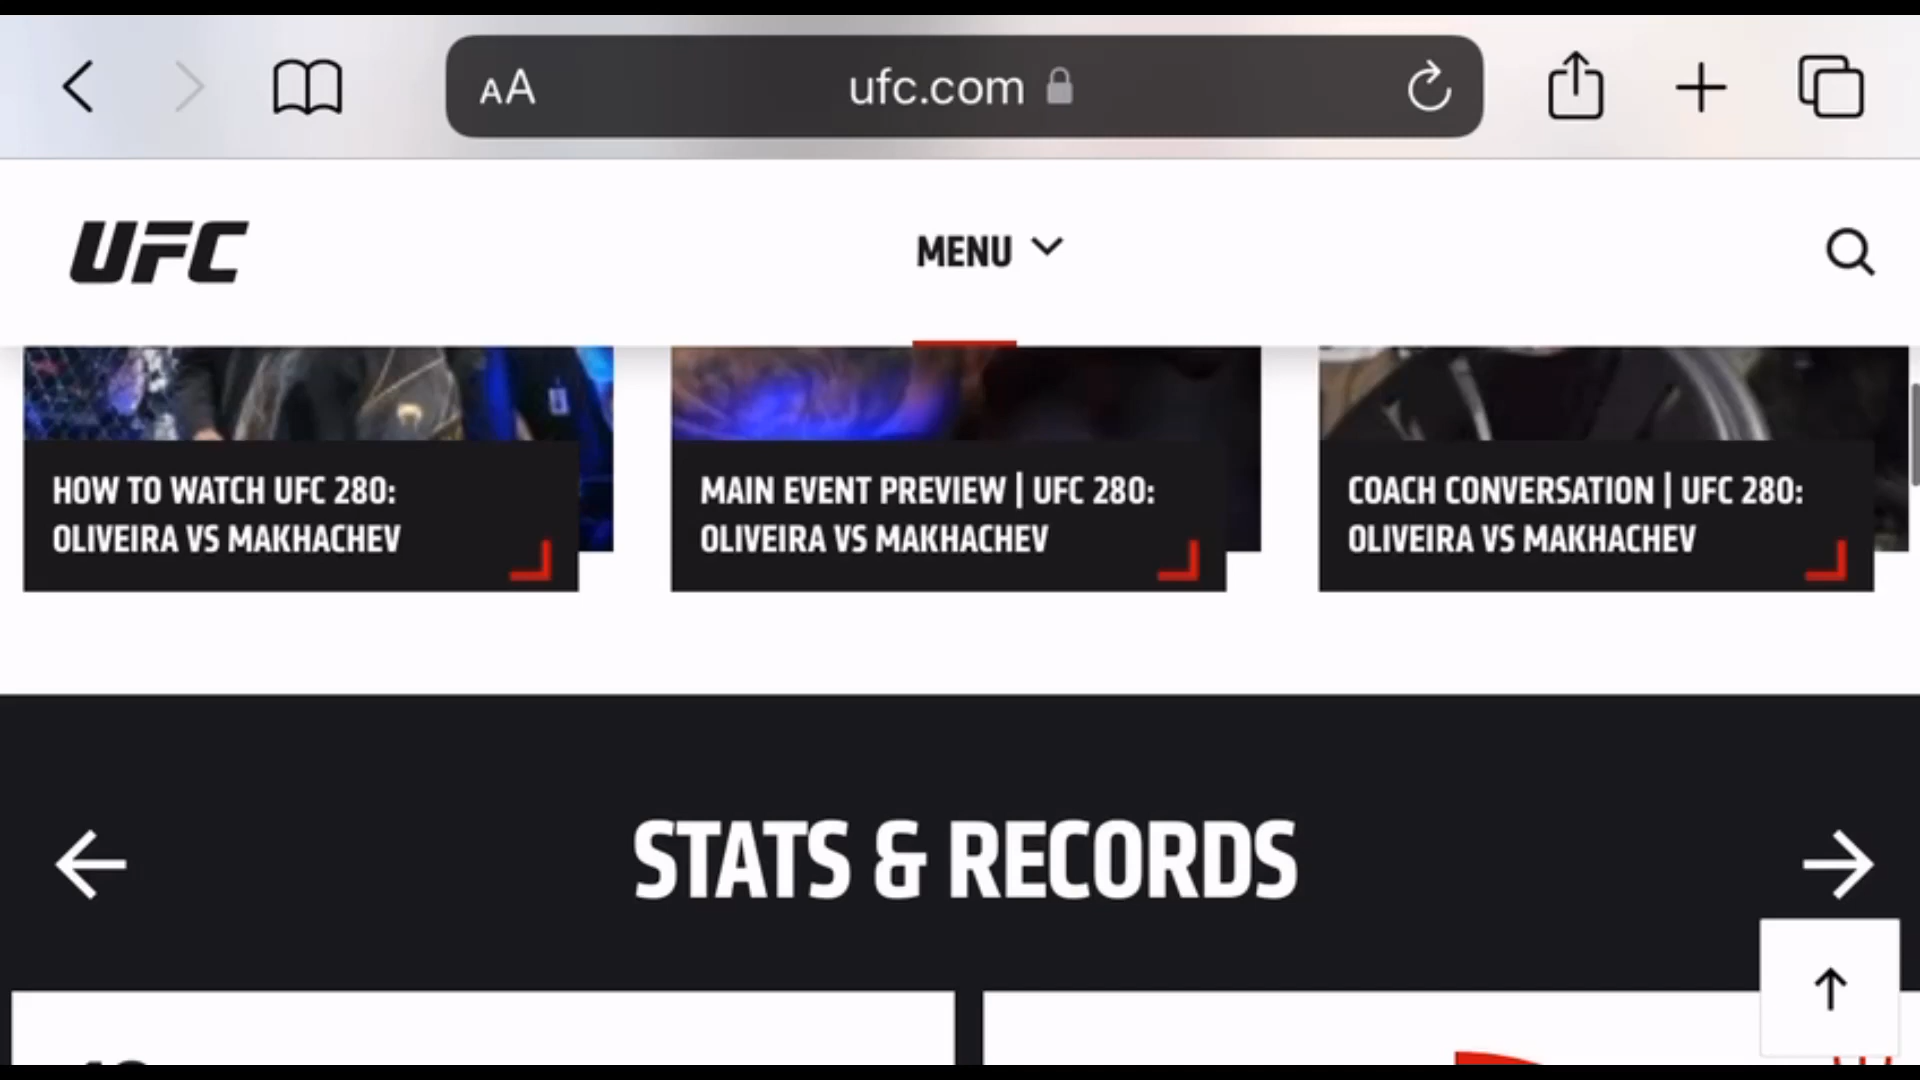 AA
ufc.com
UFC
MENU
HOW TO WATCH UFC 280:
OLIVEIRA VS MAKHACHEV
MAIN EVENT PREVIEW | UFC 280:
OLIVEIRA VS MAKHACHEV
COACH CONVERSATION | UFC 280:
OLIVEIRA VS MAKHACHEV
STATS & RECORDS